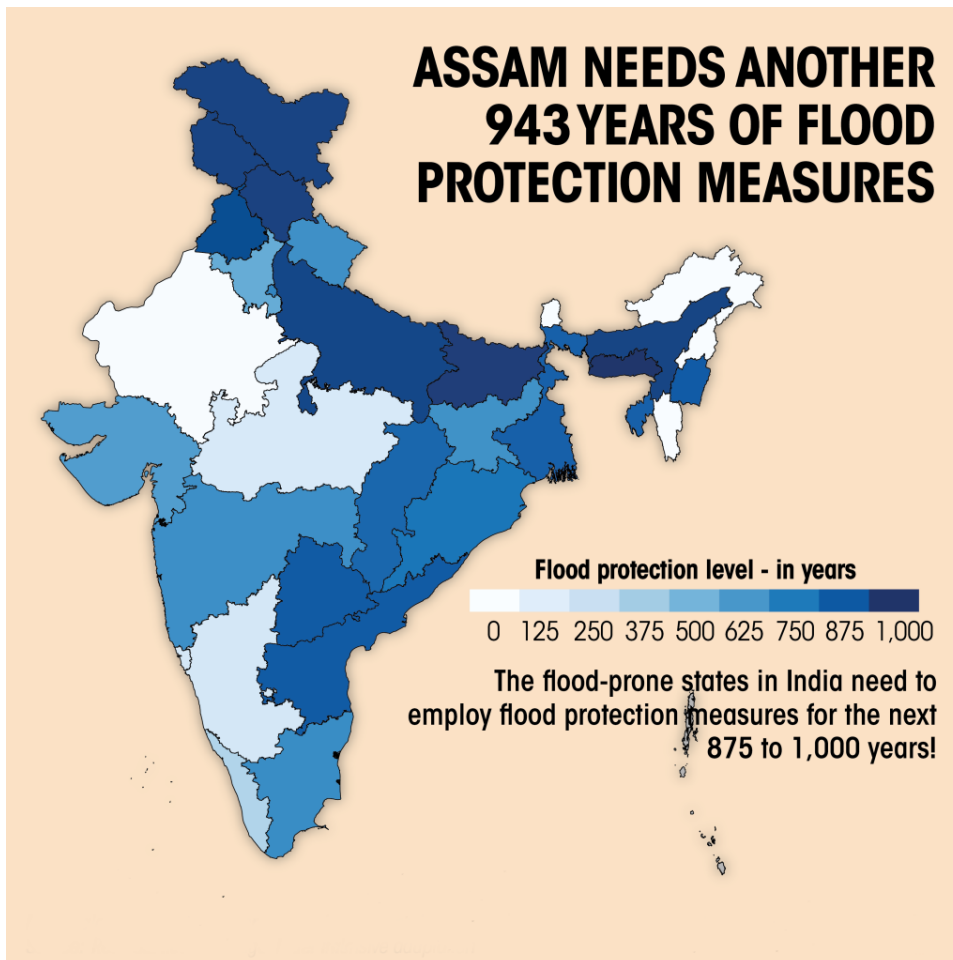 ASSAM NEEDS ANOTHER
943 YEARS OF FLOOD
PROTECTION MEASURES
Flood protection level - in years
0 125 250 375 500 625 750 875 1,000
The flood-prone states in India need to
employ flood protection measures for the next
875 to 1,000 years!